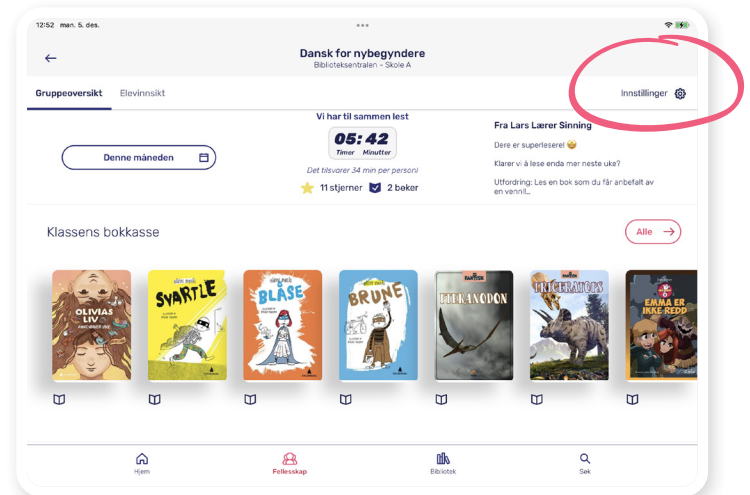 12:52 man. 5. des.
Dansk for nybegyndere
Biblioteksentralen - Skole A
Gruppeoversikt Elevinnsikt Innstillinger
Vi har til sammen lest
Denne måneden
05:42
Timer Minutter
Det tilsvarer 34 min per person!
11 stjerner 2 bøker
Fra Lars Lærer Sinning
Dere er superlesere!
Klarer vi å lese enda mer neste uke?
Utfordring: Les en bok som du får anbefalt av
en venn!...
Klassens bokkasse
Alle
OLIVIAS
LIV
SVARTLE
BLÅSE
BRUNE
FANTISK
PTERANODON
FANTISK
TRICERATOPS
EMMA ER
IKKE REDD
Hjem Fellesskap Bibliotek Søk